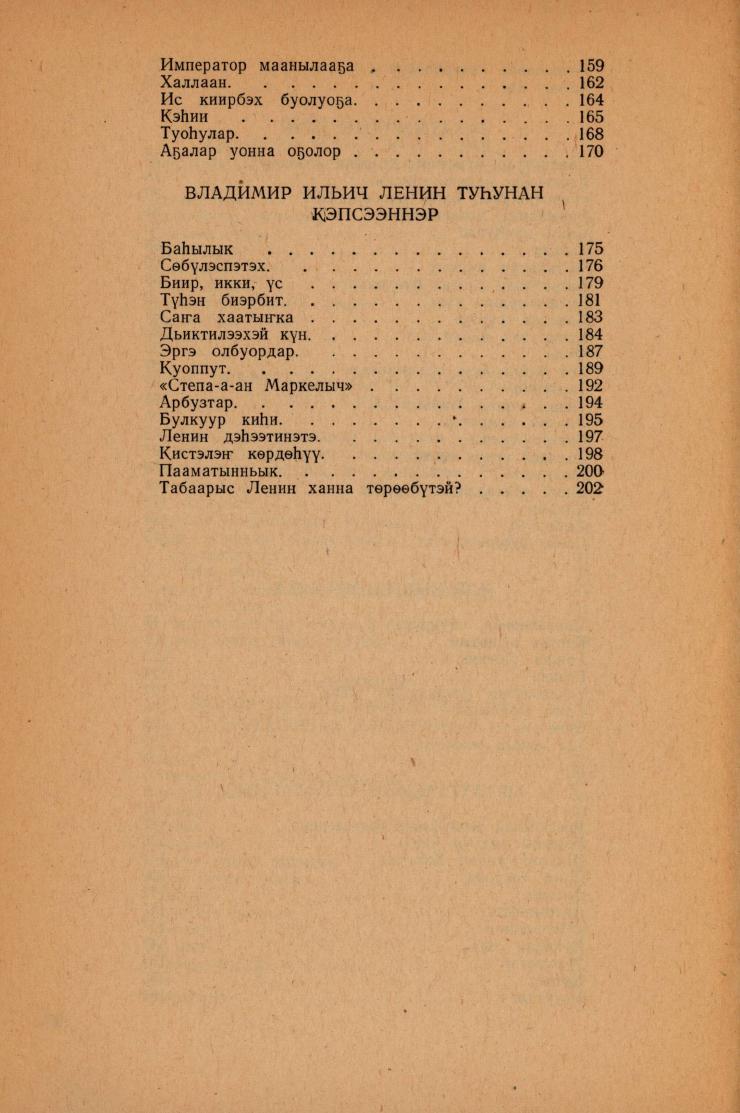 Император маанылааҕа . . . . . . . . . . 159
Халлаан. . . . . . . . . . . . . . . . . 162
Ис киирбэх буолуоҕа. . . . . . . . . . . 164
Кэһии . . . . . . . . . . . . . . . . 165
Туоһулар. . . . . . . . . . . . . . . . 168
Аҕалар уонна оҕолор . . . . . . . . . . . 170
ВЛАДИМИР ИЛЬИЧ ЛЕНИН ТУҺУНАН
КЭПСЭЭННЭР
Баһылык . . . . . . . . . . . . . . . 175
Сөбүлэспэтэх. . . . . . . . . . . . . . 176
Биир, икки, үс . . . . . . . . . . . . . 179
Түһэн биэрбит. . . . . . . . . . . . . . 181
Саҥа хаатыҥка . . . . . . . . . . . . . 183
Дьиктилээхэй күн. . . . . . . . . . . . . 184
Эргэ олбуордар. . . . . . . . . . . . . 187
Куоппут. . . . . . . . . . . . . . . . . 189
«Степа-а-ан Маркелыч» . . . . . . . . . . 192
Арбузтар. . . . . . . . . . . . . . . . 194
Булкуур киһи. . . . . . . . . . . . . . 195
Ленин дэһээтинэтэ. . . . . . . . . . . . 197
Кистэлэҥ көрдөһүү. . . . . . . . . . . . 198
Пааматынньык. . . . . . . . . . . . . . 200
Табаарыс Ленин ханна төрөөбүтэй? . . . . . 202